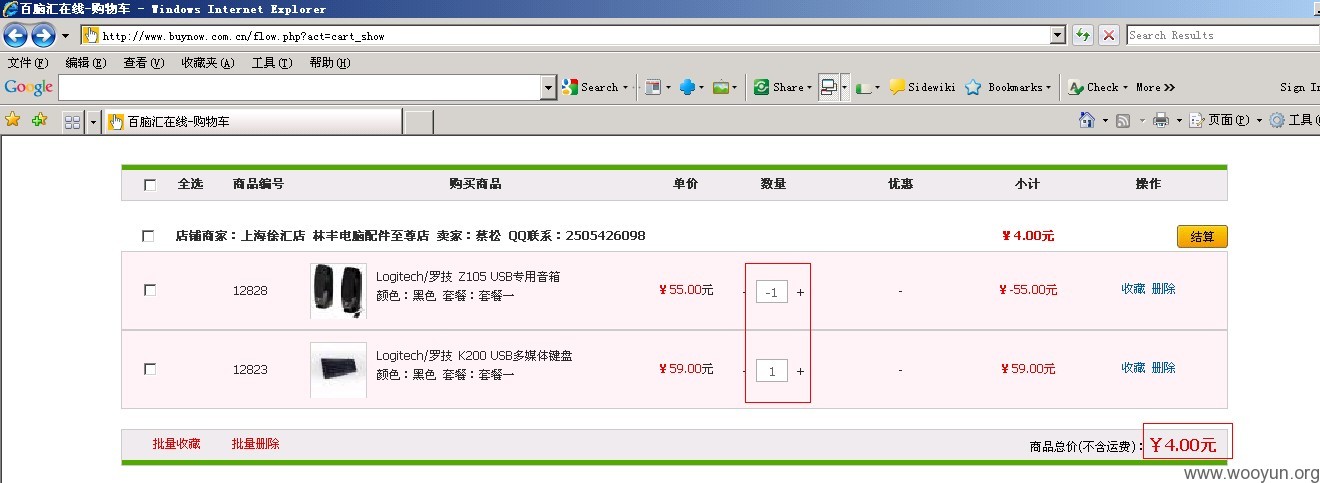 百脑汇在线-购物车 - Windows Internet Explorer
http://www.buynow.com.cn/flow.php?act=cart_show
Search Results
文件(F) 编辑(E) 查看(V) 收藏夹(A) 工具(T) 帮助(H)
Google Search Share Sidewiki Bookmarks Check More Sign In
百脑汇在线-购物车 页面(P) 工具(O
全选 商品编号 购买商品 单价 数量 优惠 小计 操作
店铺商家：上海徐汇店 林丰电脑配件至尊店 卖家：蔡松 QQ联系：2505426098 ￥4.00元 结算
Logitech/罗技 Z105 USB专用音箱
12828 ￥55.00元 - -1 + - ￥-55.00元 收藏 删除
颜色：黑色 套餐：套餐一
Logitech/罗技 K200 USB多媒体键盘
12823 ￥59.00元 - 1 + - ￥59.00元 收藏 删除
颜色：黑色 套餐：套餐一
批量收藏 批量删除 商品总价(不含运费)：￥4.00元
www.wooyun.org